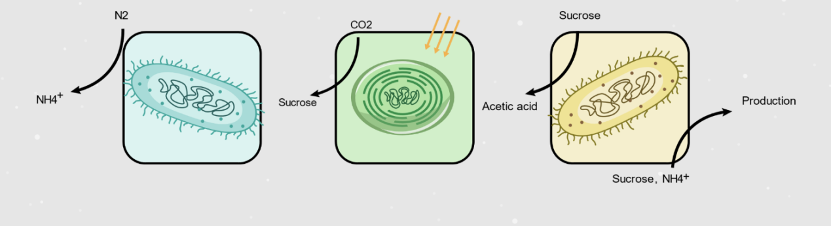 N2
NH4+
CO2
Sucrose
Sucrose
Acetic acid
Production
Sucrose, NH4+